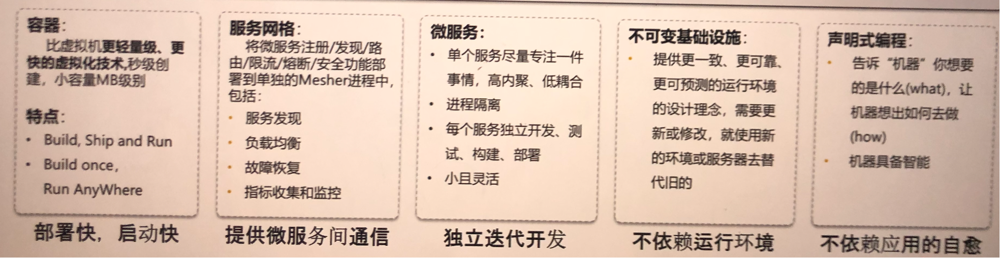 容器：
比虚拟机更轻量级、更
快的虚拟化技术,秒级创
建，小容量MB级别
特点：
• Build, Ship and Run
• Build once,
Run AnyWhere
部署快，启动快
服务网格：
将微服务注册/发现/路
由/限流/熔断/安全功能部
署到单独的Mesher进程中，
包括：
• 服务发现
• 负载均衡
• 故障恢复
• 指标收集和监控
提供微服务间通信
微服务：
• 单个服务尽量专注一件
事情，高内聚、低耦合
• 进程隔离
• 每个服务独立开发、测
试、构建、部署
• 小且灵活
独立迭代开发
不可变基础设施：
• 提供更一致、更可靠、
更可预测的运行环境
的设计理念，需要更
新或修改，就使用新
的环境或服务器去替
代旧的
不依赖运行环境
声明式编程：
• 告诉“机器”你想要
的是什么(what)，让
机器想出如何去做
(how)
• 机器具备智能
不依赖应用的自愈